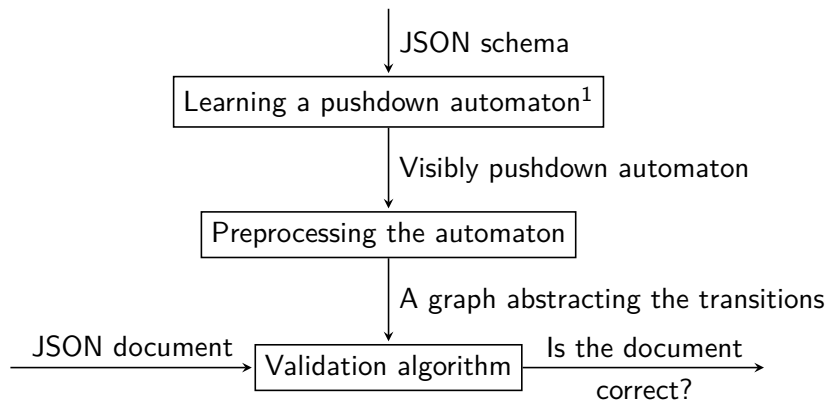 JSON schema
Learning a pushdown automaton¹
Visibly pushdown automaton
Preprocessing the automaton
A graph abstracting the transitions
JSON document
Validation algorithm
Is the document
correct?